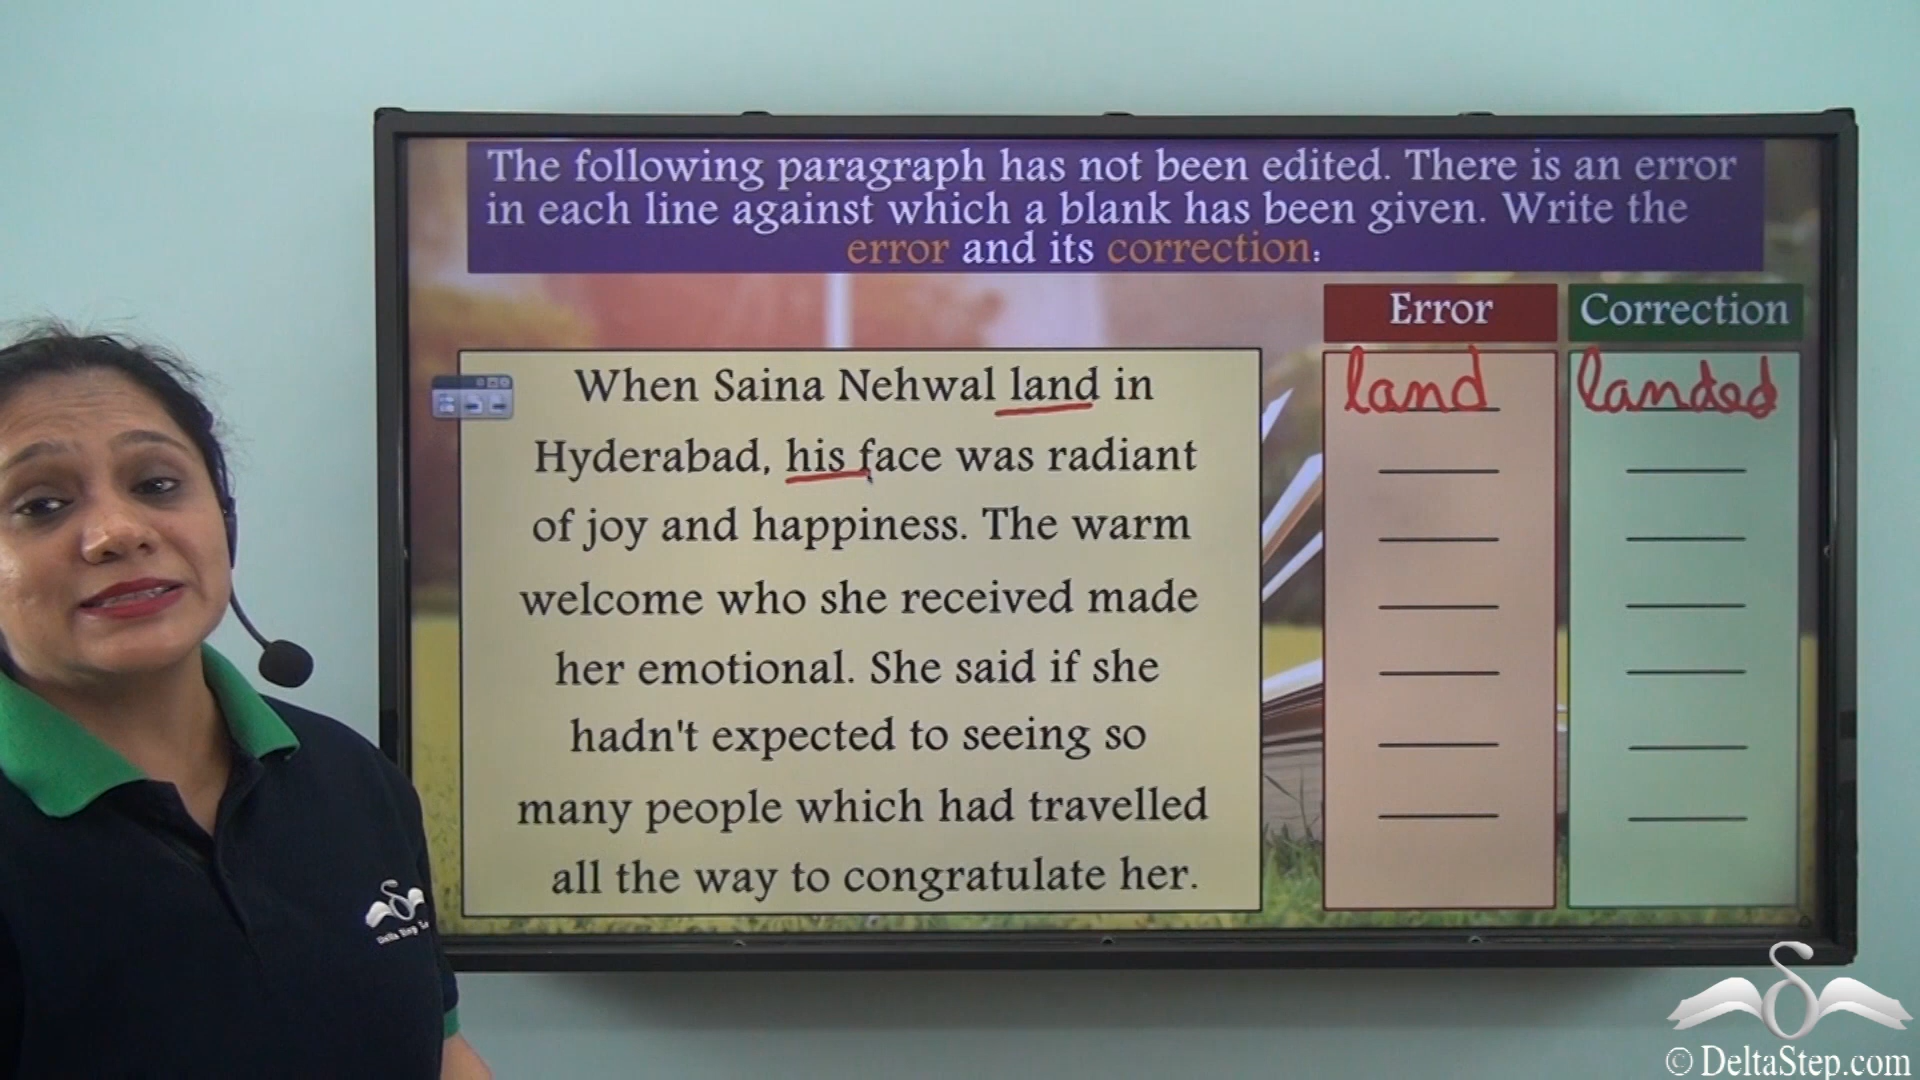 The following paragraph has not been edited. There is an error
in each line against which a blank has been given. Write the
error and its correction:
Error
Correction
When Saina Nehwal land in
land
landed
Hyderabad, his face was radiant
of joy and happiness. The warm
welcome who she received made
her emotional. She said if she
hadn't expected to seeing so
many people which had travelled
all the way to congratulate her.
Delta Step
© DeltaStep.com